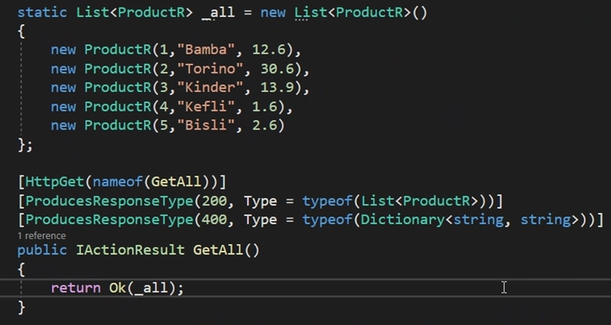 static List<ProductR> _all = new List<ProductR>()
{
    new ProductR(1,"Bamba", 12.6),
    new ProductR(2,"Torino", 30.6),
    new ProductR(3,"Kinder", 13.9),
    new ProductR(4,"Kefli", 1.6),
    new ProductR(5,"Bisli", 2.6)
};
[HttpGet(nameof(GetAll))]
[ProducesResponseType(200, Type = typeof(List<ProductR>))]
[ProducesResponseType(400, Type = typeof(Dictionary<string, string>))]
1 reference
public IActionResult GetAll()
{
    return Ok(_all);
}